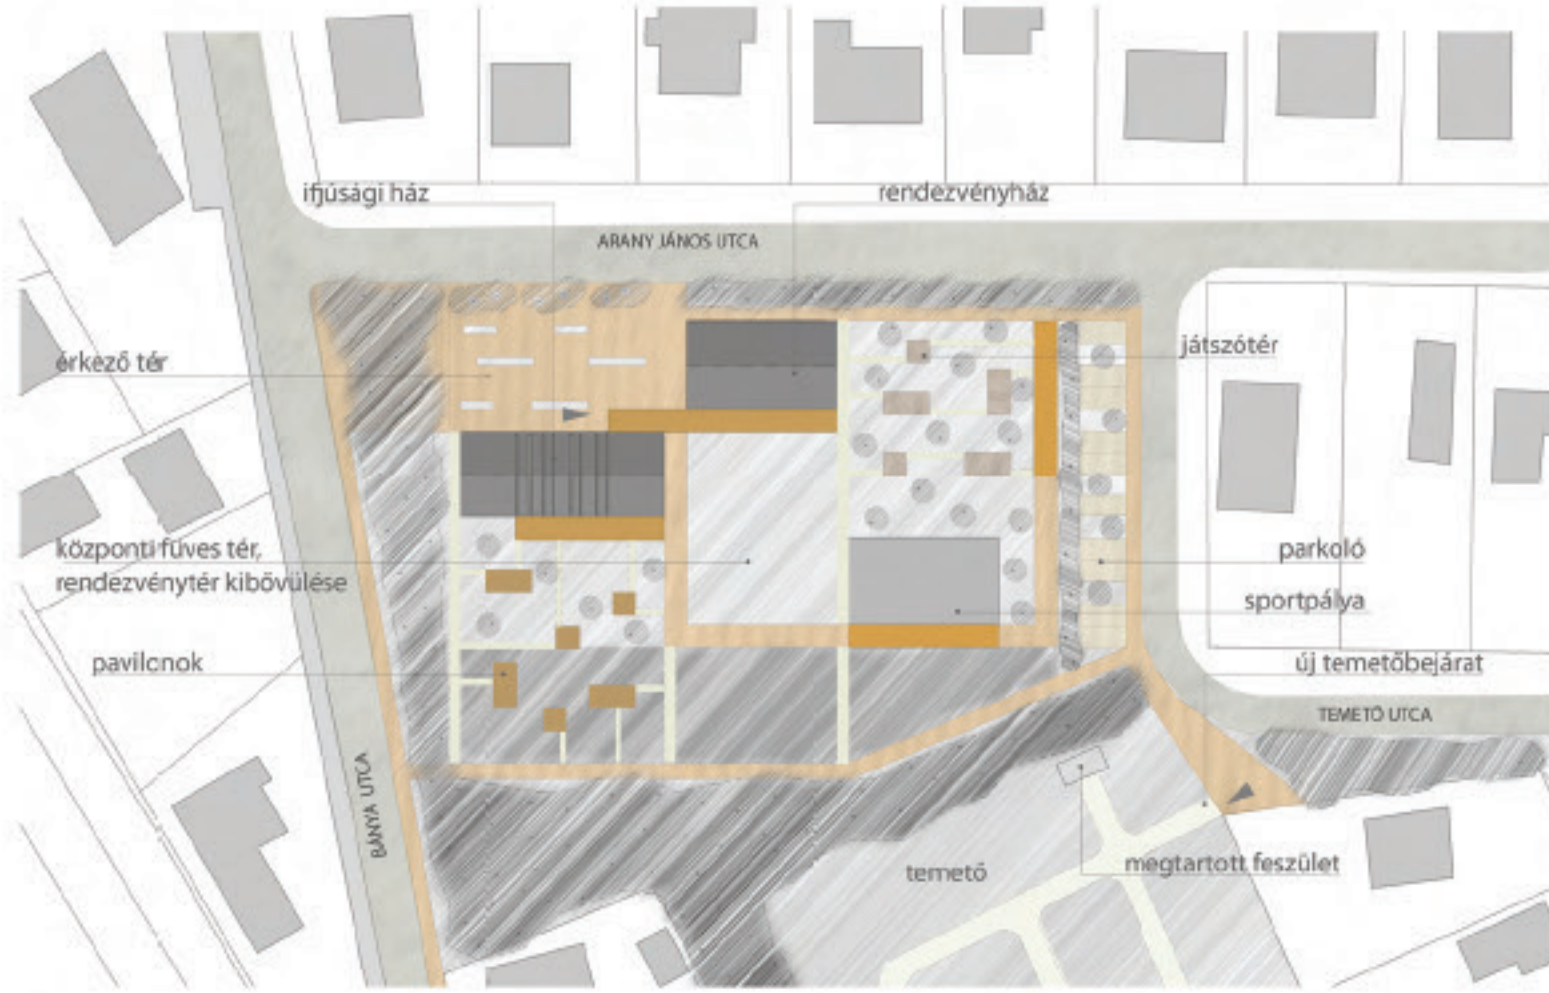 ifjúsági ház
rendezvényház
ARANY JÁNOS UTCA
érkező tér
játszótér
központi füves tér,
rendezvénytér kibővülése
parkoló
sportpálya
pavilonok
új temetőbejárat
TEMETŐ UTCA
BÁNYA UTCA
temető
megtartott feszület